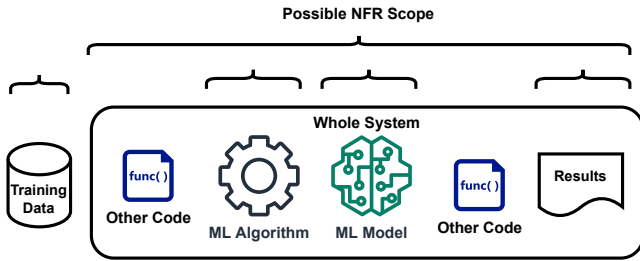 Possible NFR Scope
Whole System
Training
Data
func( )
Other Code
ML Algorithm
ML Model
func( )
Other Code
Results